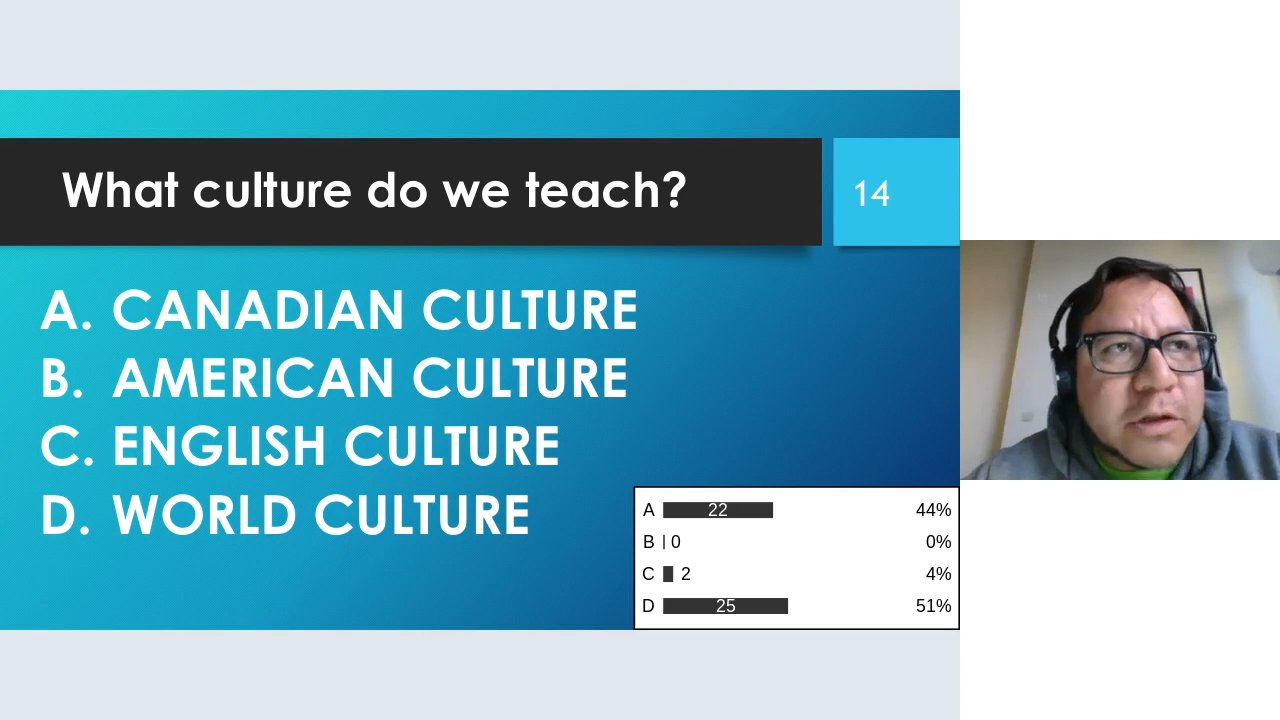 What culture do we teach?
14
A. CANADIAN CULTURE
B. AMERICAN CULTURE
C. ENGLISH CULTURE
D. WORLD CULTURE
A 22 44%
B 0 0%
C 2 4%
D 25 51%